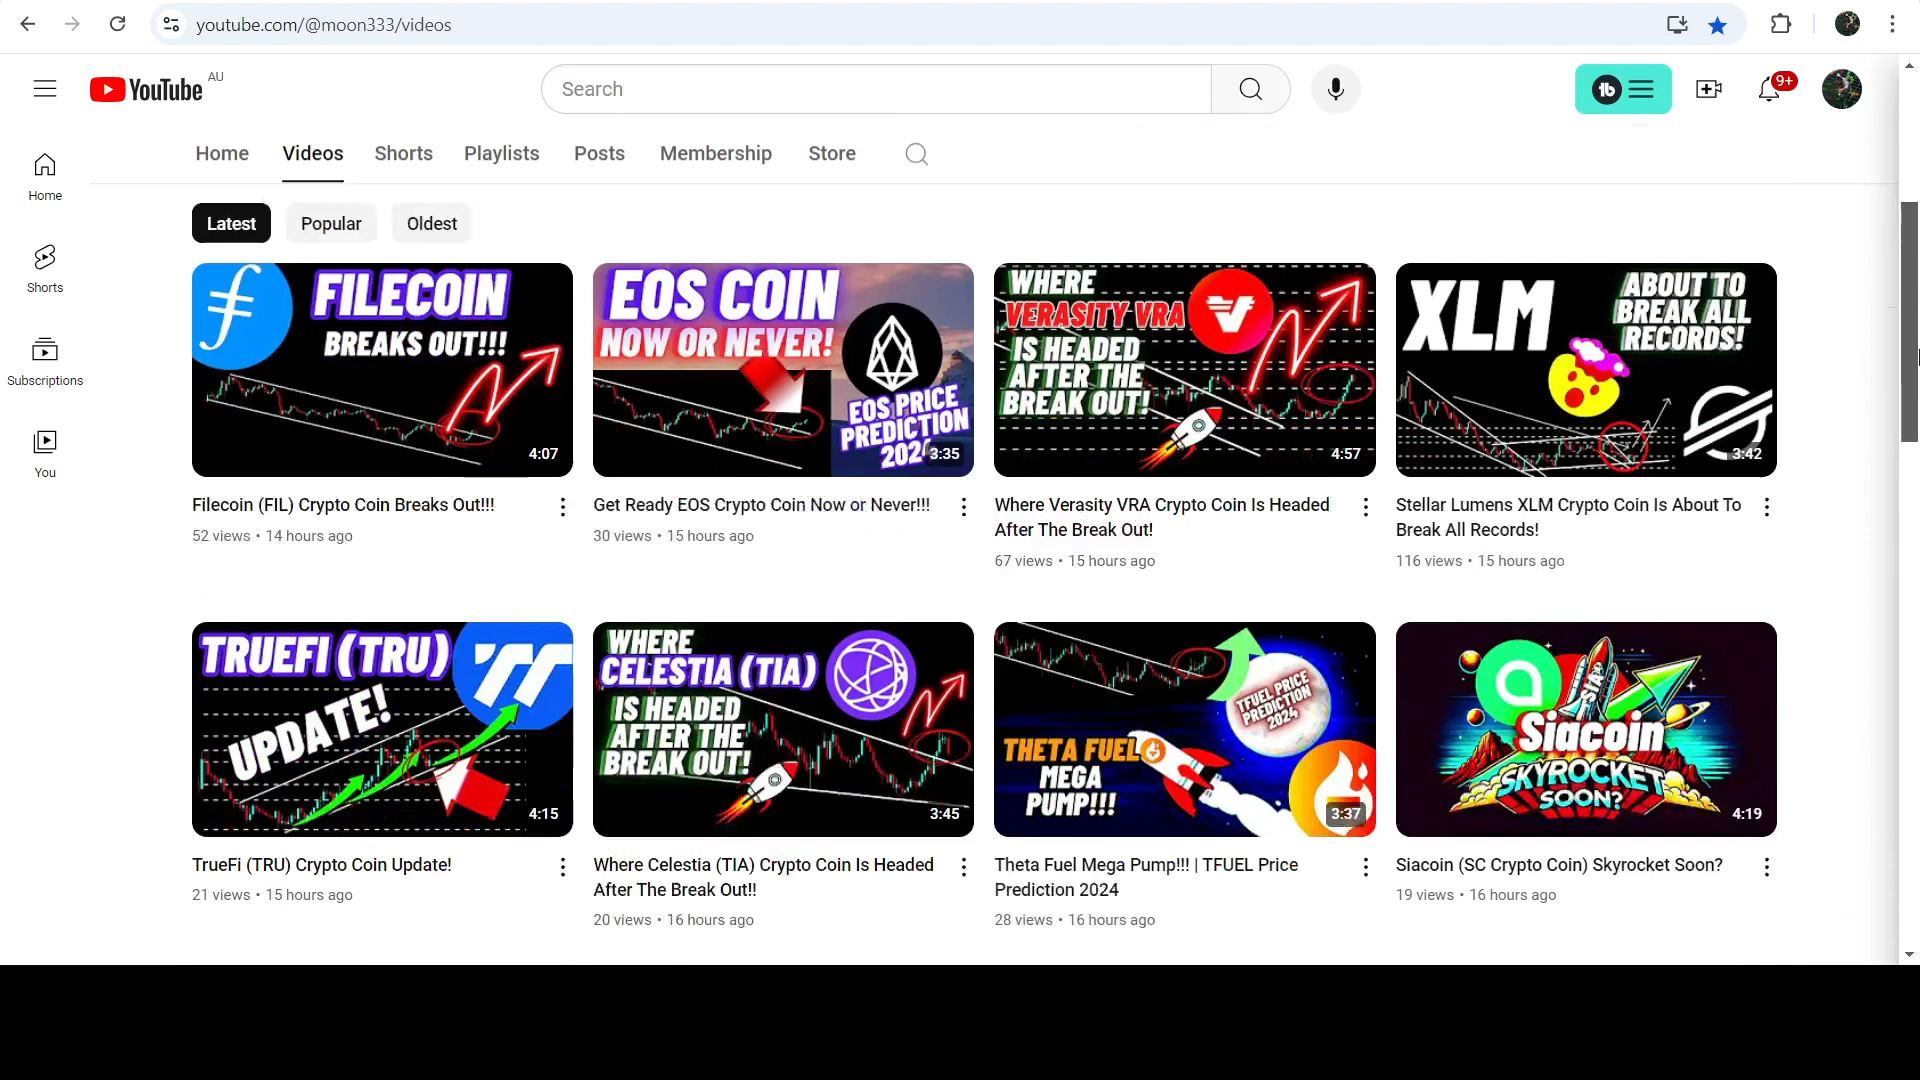 youtube.com/@moon333/videos
YouTube AU
Search
9+
Home
Videos
Shorts
Playlists
Posts
Membership
Store
Home
Shorts
Subscriptions
You
Latest
Popular
Oldest
FILECOIN
BREAKS OUT!!!
4:07
EOS COIN
NOW OR NEVER!
EOS PRICE
PREDICTION
3:35
WHERE
VERASITY VRA
IS HEADED
AFTER THE
BREAK OUT!
4:57
XLM
ABOUT TO
BREAK ALL
RECORDS!
3:42
Filecoin (FIL) Crypto Coin Breaks Out!!!
52 views • 14 hours ago
Get Ready EOS Crypto Coin Now or Never!!!
30 views • 15 hours ago
Where Verasity VRA Crypto Coin Is Headed
After The Break Out!
67 views • 15 hours ago
Stellar Lumens XLM Crypto Coin Is About To
Break All Records!
116 views • 15 hours ago
TRUEFI (TRU)
UPDATE!
4:15
WHERE
CELESTIA (TIA)
IS HEADED
AFTER THE
BREAK OUT!
3:45
TFUEL PRICE
PREDICTION
2024
THETA FUEL
MEGA
PUMP!!!
3:37
SIA
Siacoin
SKYROCKET
SOON?
4:19
TrueFi (TRU) Crypto Coin Update!
21 views • 15 hours ago
Where Celestia (TIA) Crypto Coin Is Headed
After The Break Out!!
20 views • 16 hours ago
Theta Fuel Mega Pump!!! | TFUEL Price
Prediction 2024
28 views • 16 hours ago
Siacoin (SC Crypto Coin) Skyrocket Soon?
19 views • 16 hours ago